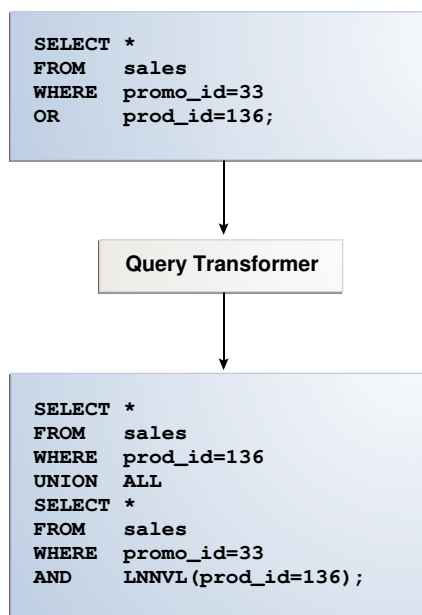 SELECT *
FROM sales
WHERE promo_id=33
OR prod_id=136;
Query Transformer
SELECT *
FROM sales
WHERE prod_id=136
UNION ALL
SELECT *
FROM sales
WHERE promo_id=33
AND LNNVL(prod_id=136);